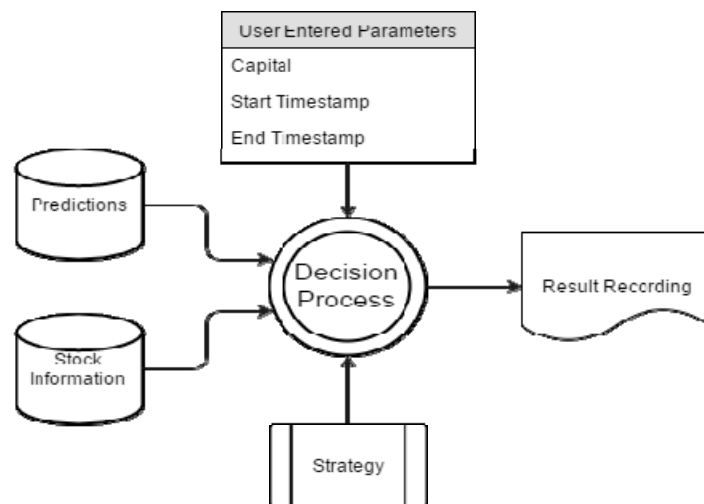 User Entered Parameters
Capital
Start Timestamp
End Timestamp
Predictions
Decision
Process
Result Recording
Stock
Information
Strategy